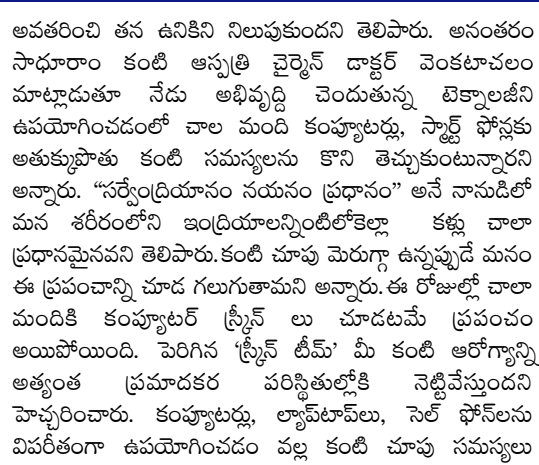 అవతరించి తన ఉనికిని నిలుపుకుందని తెలిపారు. అనంతరం
సాధూరాం కంటి ఆస్పత్రి చైర్మెన్ డాక్టర్ వెంకటాచలం
మాట్లాడుతూ నేడు అభివృద్ది చెందుతున్న టెక్నాలజీని
ఉపయోగించడంలో చాల మంది కంప్యూటర్లు, స్మార్ట్ ఫోన్లకు
అతుక్కుపొతు కంటి సమస్యలను కొని తెచ్చుకుంటున్నారని
అన్నారు. “సర్వేంద్రియానం నయనం ప్రధానం” అనే నానుడిలో
మన శరీరంలోని ఇంద్రియాలన్నింటిలోకెల్లా కళ్లు చాలా
ప్రధానమైనవని తెలిపారు.కంటి చూపు మెరుగ్గా ఉన్నప్పుడే మనం
ఈ ప్రపంచాన్ని చూడ గలుగుతామని అన్నారు.ఈ రోజుల్లో చాలా
మందికి కంప్యూటర్ స్క్రీన్ లు చూడటమే ప్రపంచం
అయిపోయింది. పెరిగిన ‘స్క్రీన్ టీమ్’ మీ కంటి ఆరోగ్యాన్ని
అత్యంత ప్రమాదకర పరిస్థితుల్లోకి నెట్టివేస్తుందని
హెచ్చరించారు. కంప్యూటర్లు, ల్యాప్‌టాప్‌లు, సెల్ ఫోన్‌లను
విపరీతంగా ఉపయోగించడం వల్ల కంటి చూపు సమస్యలు